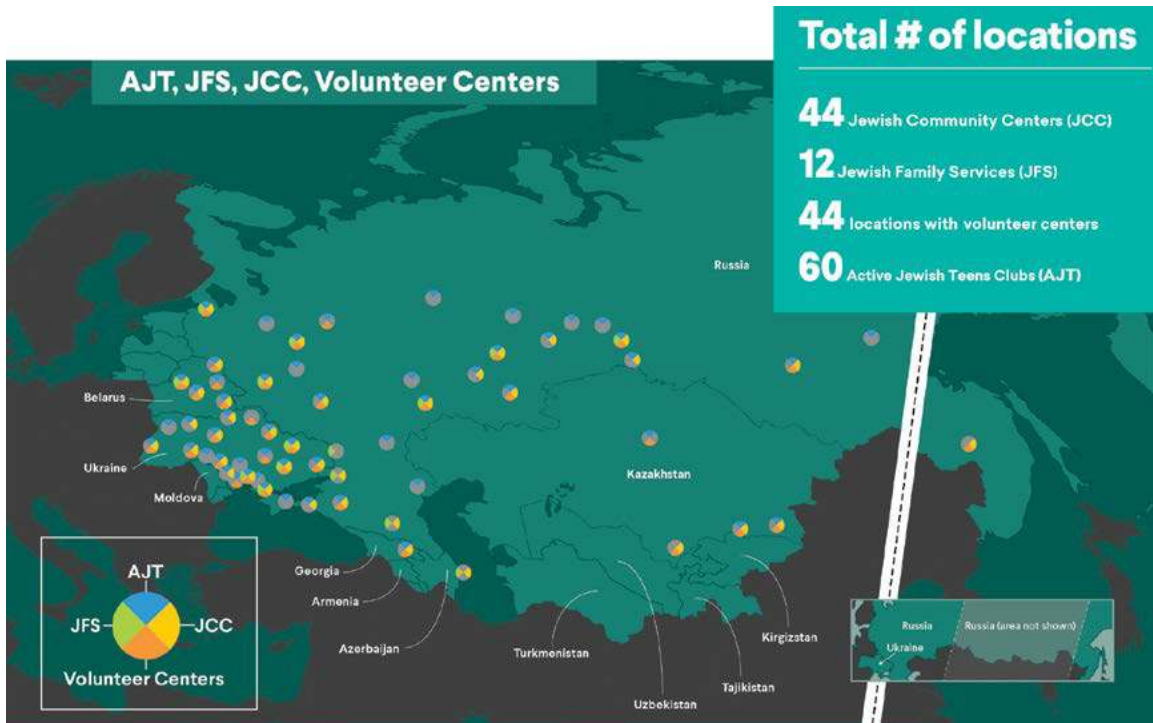 AJT, JFS, JCC, Volunteer Centers
Total # of locations
44 Jewish Community Centers (JCC)
12 Jewish Family Services (JFS)
44 locations with volunteer centers
60 Active Jewish Teens Clubs (AJT)
Russia
Belarus
Ukraine
Moldova
Kazakhstan
Georgia
Armenia
Azerbaijan
Turkmenistan
Uzbekistan
Tajikistan
Kirgizstan
AJT
JFS
JCC
Volunteer Centers
Russia
Russia (area not shown)
Ukraine